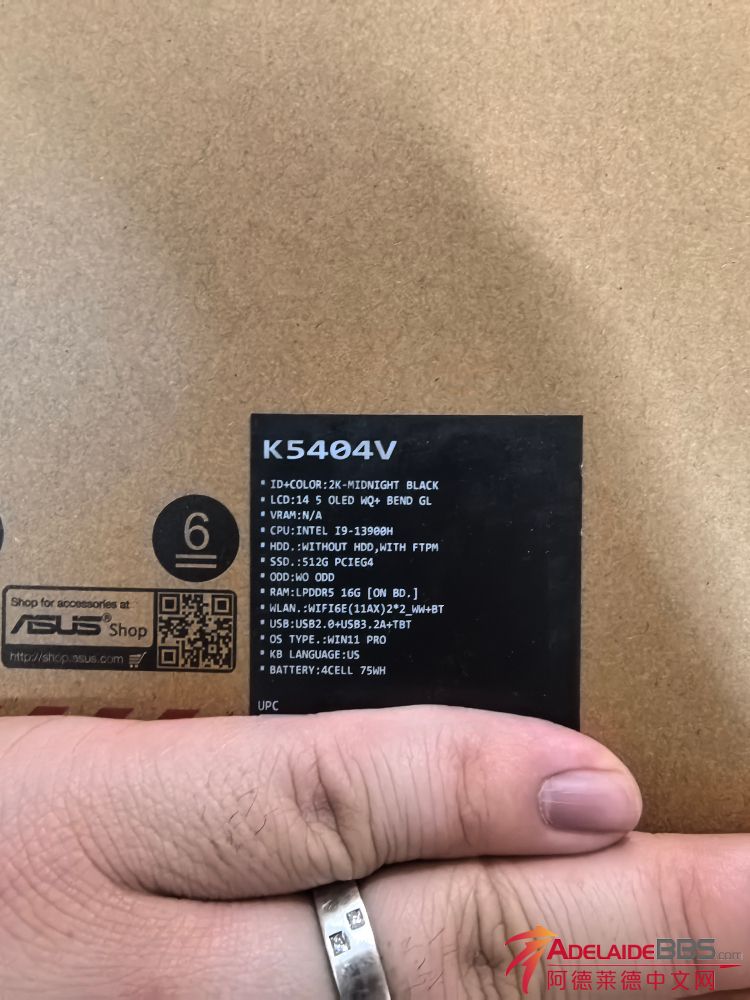 K5404V
ID+COLOR:2K-MIDNIGHT BLACK
LCD:14 5 OLED WQ+ BEND GL
VRAM:N/A
CPU:INTEL I9-13900H
HDD.:WITHOUT HDD,WITH FTPM
SSD.:512G PCIEG4
ODD:WO ODD
RAM:LPDDR5 16G [ON BD.]
WLAN.:WIFI6E(11AX)2*2_WW+BT
USB:USB2.0+USB3.2A+TBT
OS TYPE.:WIN11 PRO
KB LANGUAGE:US
BATTERY:4CELL 75WH
UPC
6
Shop for accessories at
ASUS® Shop
http://shop.asus.com
ADELAIDEBBS.com
阿德莱德中文网